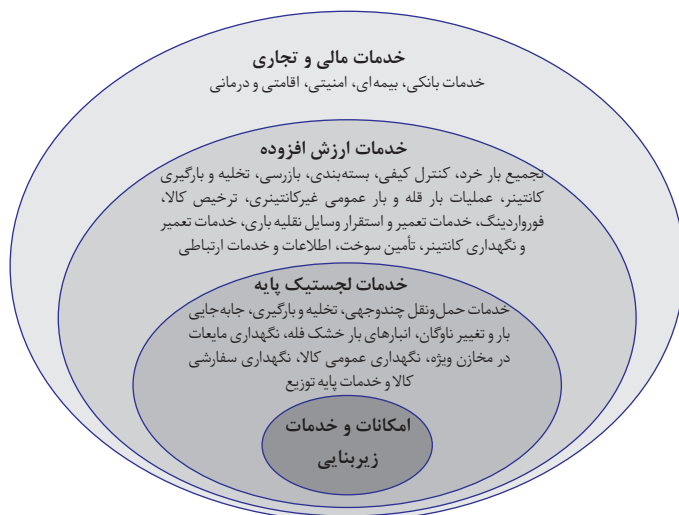 خدمات مالی و تجاری
خدمات بانکی، بیمه‌ای، امنیتی، اقامتی و درمانی
خدمات ارزش افزوده
تجمیع بار خرد، کنترل کیفی، بسته‌بندی، بازرسی، تخلیه و بارگیری
کانتینر، عملیات بار قله و بار عمومی غیرکانتینری، ترخیص کالا،
فورواردینگ، خدمات تعمیر و استقرار وسایل نقلیه باری، خدمات تعمیر
و نگهداری کانتینر، تأمین سوخت، اطلاعات و خدمات ارتباطی
خدمات لجستیک پایه
خدمات حمل‌ونقل چندوجهی، تخلیه و بارگیری، جابه‌جایی
بار و تغییر ناوگان، انبارهای بار خشک فله، نگهداری مایعات
در مخازن ویژه، نگهداری عمومی کالا، نگهداری سفارشی
کالا و خدمات پایه توزیع
امکانات و خدمات
زیربنایی